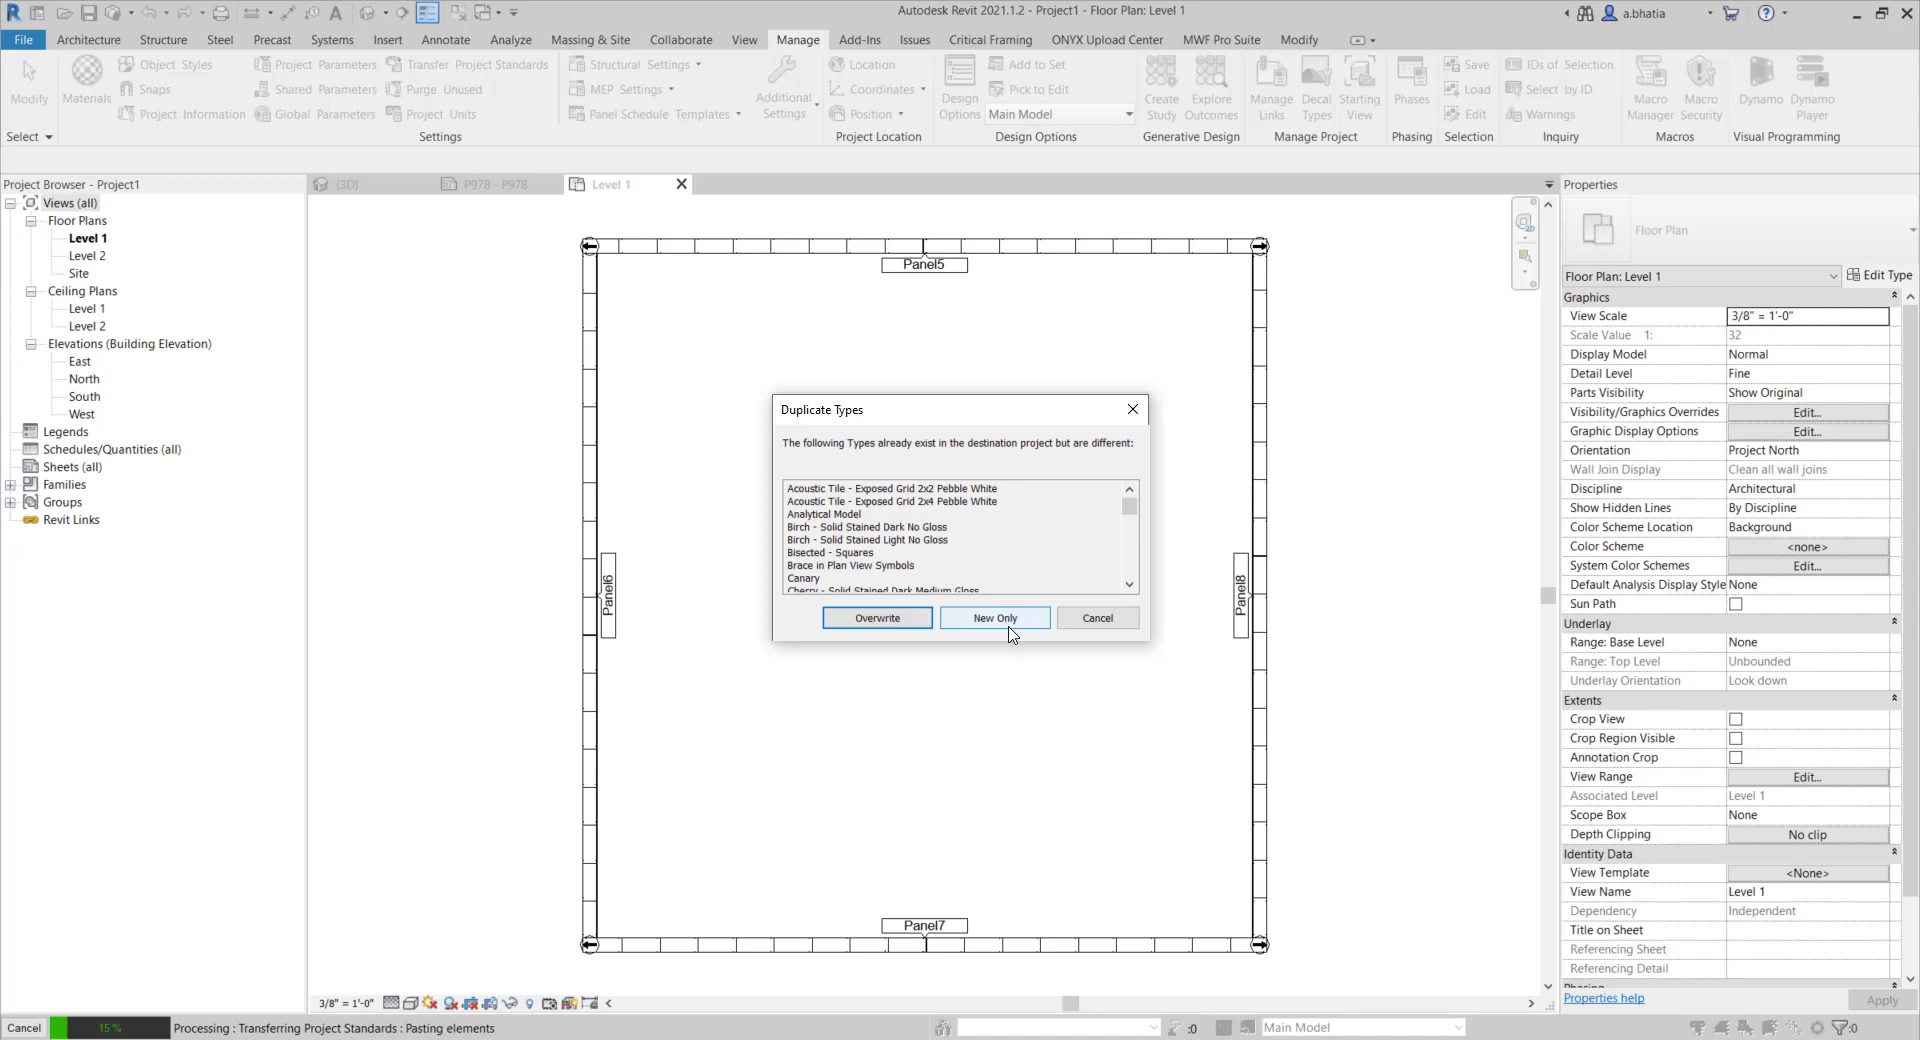 Autodesk Revit 2021.1.2 - Project1 - Floor Plan: Level 1
a.bhatia
File Architecture Structure Steel Precast Systems Insert Annotate Analyze Massing & Site Collaborate View Manage Add-Ins Issues Critical Framing ONYX Upload Center MWF Pro Suite Modify
Modify
Select
Materials
Object Styles
Snaps
Project Information
Project Parameters
Shared Parameters
Global Parameters
Transfer Project Standards
Purge Unused
Project Units
Settings
Structural Settings
MEP Settings
Panel Schedule Templates
Additional Settings
Location
Coordinates
Position
Project Location
Design Options
Add to Set
Pick to Edit
Main Model
Design Options
Create Study
Explore Outcomes
Generative Design
Manage Links
Decal Types
Starting View
Manage Project
Phases
Phasing
Save
Load
Edit
Selection
IDs of Selection
Select by ID
Warnings
Inquiry
Macro Manager
Macro Security
Macros
Dynamo
Dynamo Player
Visual Programming
Project Browser - Project1
Views (all)
Floor Plans
Level 1
Level 2
Site
Ceiling Plans
Level 1
Level 2
Elevations (Building Elevation)
East
North
South
West
Legends
Schedules/Quantities (all)
Sheets (all)
Families
Groups
Revit Links
{3D}
P978 - P978
Level 1
Panel5
Panel6
Panel8
Panel7
Duplicate Types
The following Types already exist in the destination project but are different:
Acoustic Tile - Exposed Grid 2x2 Pebble White
Acoustic Tile - Exposed Grid 2x4 Pebble White
Analytical Model
Birch - Solid Stained Dark No Gloss
Birch - Solid Stained Light No Gloss
Bisected - Squares
Brace in Plan View Symbols
Canary
Cherry - Solid Stained Dark Medium Gloss
Overwrite
New Only
Cancel
Properties
Floor Plan
Floor Plan: Level 1
Edit Type
Graphics
View Scale 3/8" = 1'-0"
Scale Value 1: 32
Display Model Normal
Detail Level Fine
Parts Visibility Show Original
Visibility/Graphics Overrides Edit...
Graphic Display Options Edit...
Orientation Project North
Wall Join Display Clean all wall joins
Discipline Architectural
Show Hidden Lines By Discipline
Color Scheme Location Background
Color Scheme <none>
System Color Schemes Edit...
Default Analysis Display Style None
Sun Path
Underlay
Range: Base Level None
Range: Top Level Unbounded
Underlay Orientation Look down
Extents
Crop View
Crop Region Visible
Annotation Crop
View Range Edit...
Associated Level Level 1
Scope Box None
Depth Clipping No clip
Identity Data
View Template <None>
View Name Level 1
Dependency Independent
Title on Sheet
Referencing Sheet
Referencing Detail
Phasing
Properties help
Apply
3/8" = 1'-0"
Cancel
15 %
Processing : Transferring Project Standards : Pasting elements
:0
Main Model
:0